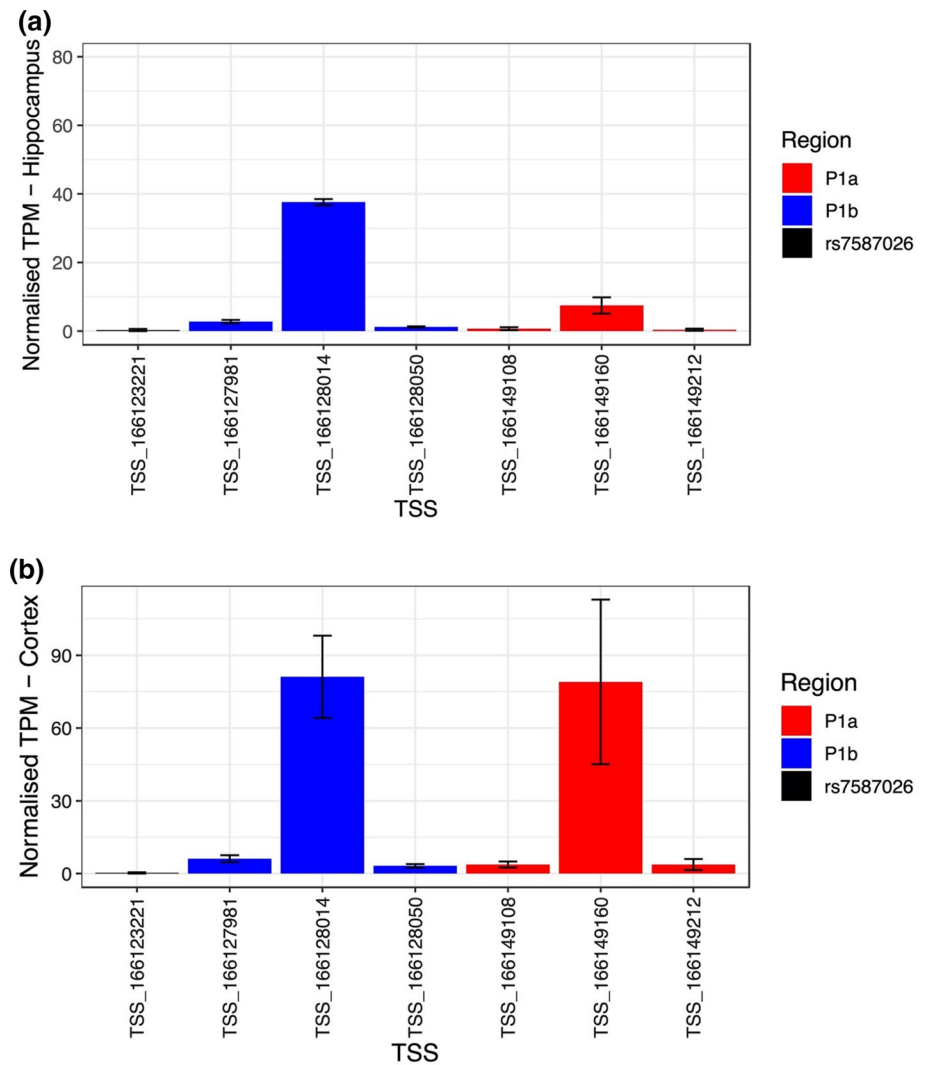 (a)
Normalised TPM − Hippocampus
80
60
40
20
0
TSS_166123221
TSS_166127981
TSS_166128014
TSS_166128050
TSS_166149108
TSS_166149160
TSS_166149212
TSS
Region
P1a
P1b
rs7587026
(b)
Normalised TPM − Cortex
90
60
30
0
TSS_166123221
TSS_166127981
TSS_166128014
TSS_166128050
TSS_166149108
TSS_166149160
TSS_166149212
TSS
Region
P1a
P1b
rs7587026